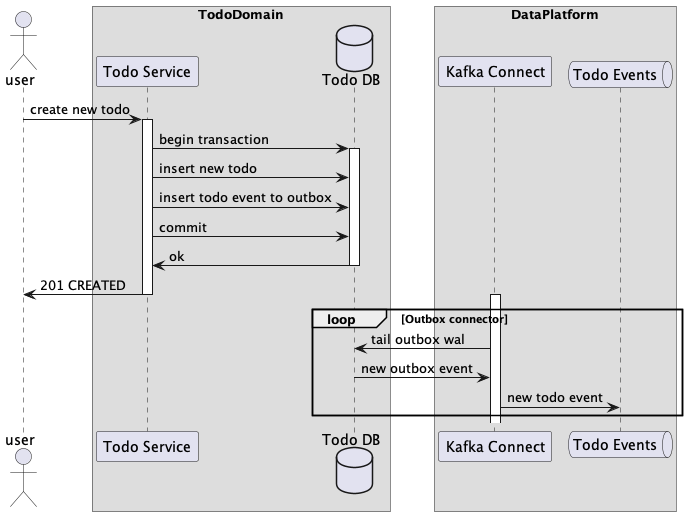 TodoDomain
DataPlatform
user
Todo Service
Todo DB
Kafka Connect
Todo Events
create new todo
begin transaction
insert new todo
insert todo event to outbox
commit
ok
201 CREATED
loop
[Outbox connector]
tail outbox wal
new outbox event
new todo event
user
Todo Service
Todo DB
Kafka Connect
Todo Events